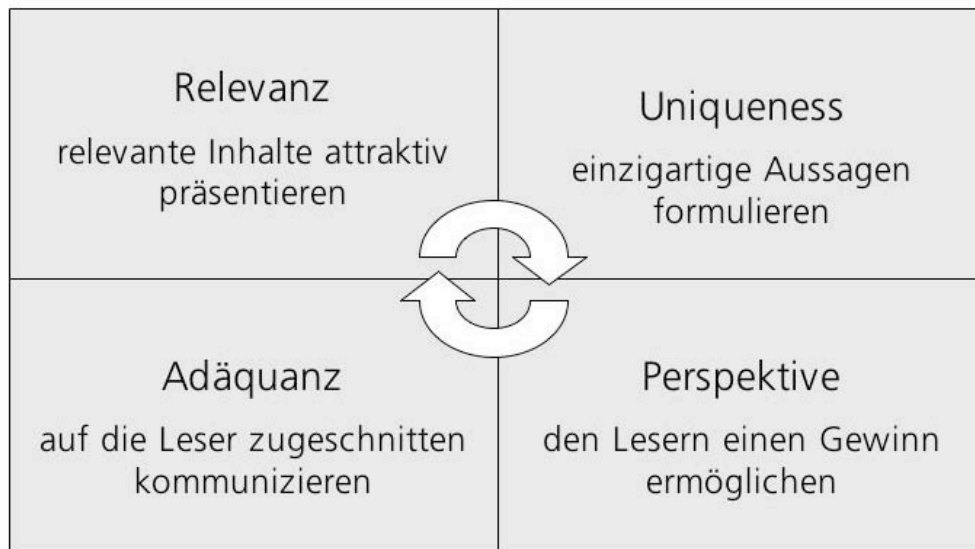 Relevanz
relevante Inhalte attraktiv
präsentieren
Uniqueness
einzigartige Aussagen
formulieren
Adäquanz
auf die Leser zugeschnitten
kommunizieren
Perspektive
den Lesern einen Gewinn
ermöglichen